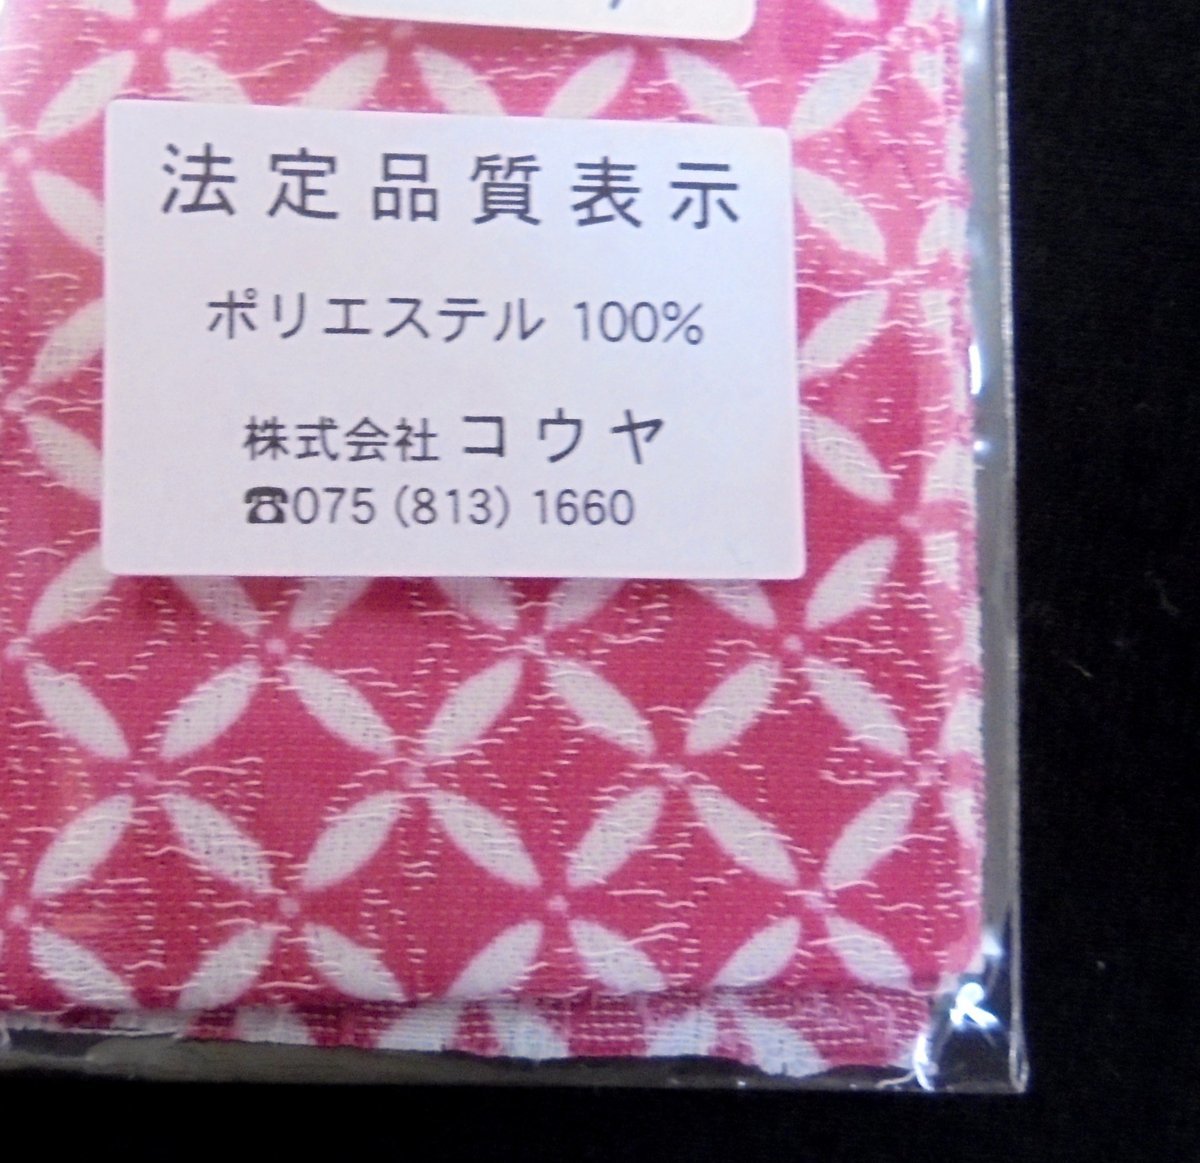 法定品質表示
ポリエステル 100%
株式会社 コウヤ
☎075 (813) 1660